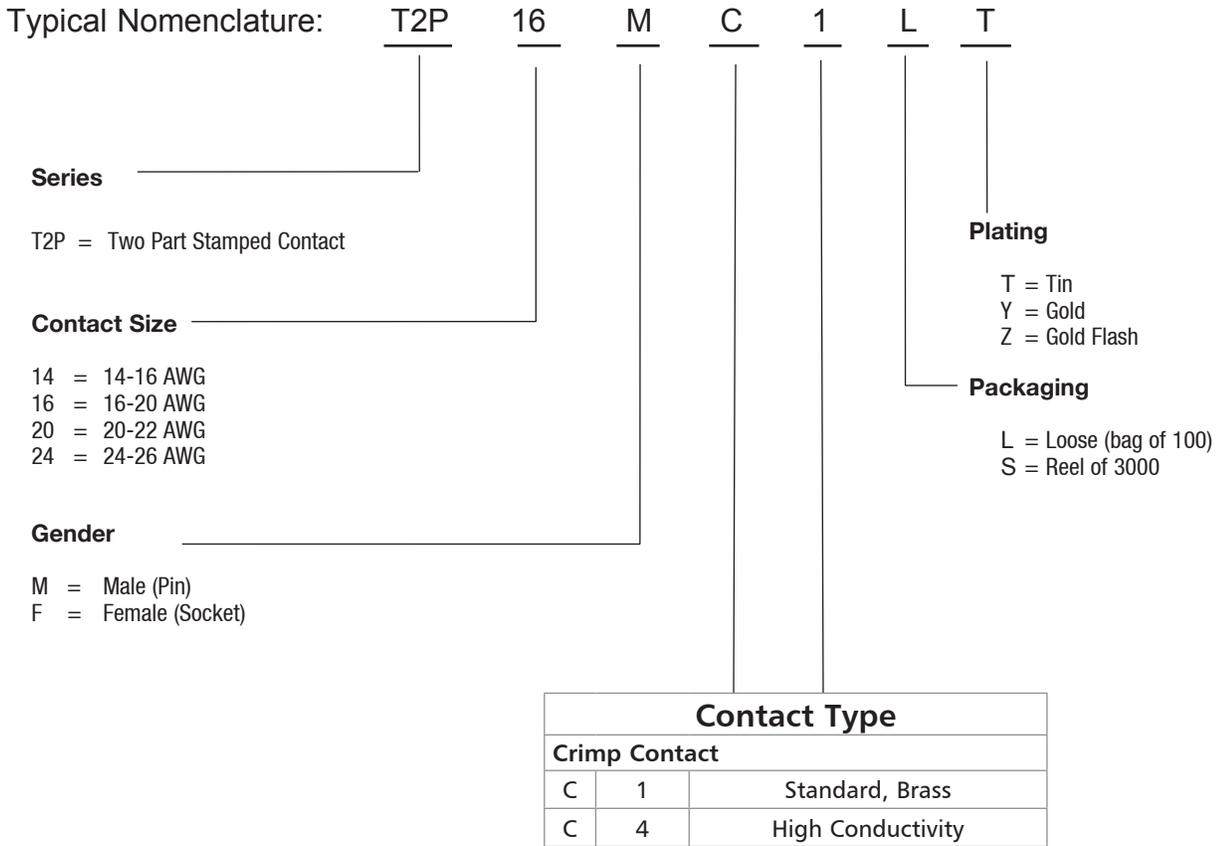 Typical Nomenclature: T2P 16 M C 1 L T
Series
T2P = Two Part Stamped Contact
Contact Size
14 = 14-16 AWG
16 = 16-20 AWG
20 = 20-22 AWG
24 = 24-26 AWG
Gender
M = Male (Pin)
F = Female (Socket)
Plating
T = Tin
Y = Gold
Z = Gold Flash
Packaging
L = Loose (bag of 100)
S = Reel of 3000
Contact Type
Crimp Contact
C 1 Standard, Brass
C 4 High Conductivity